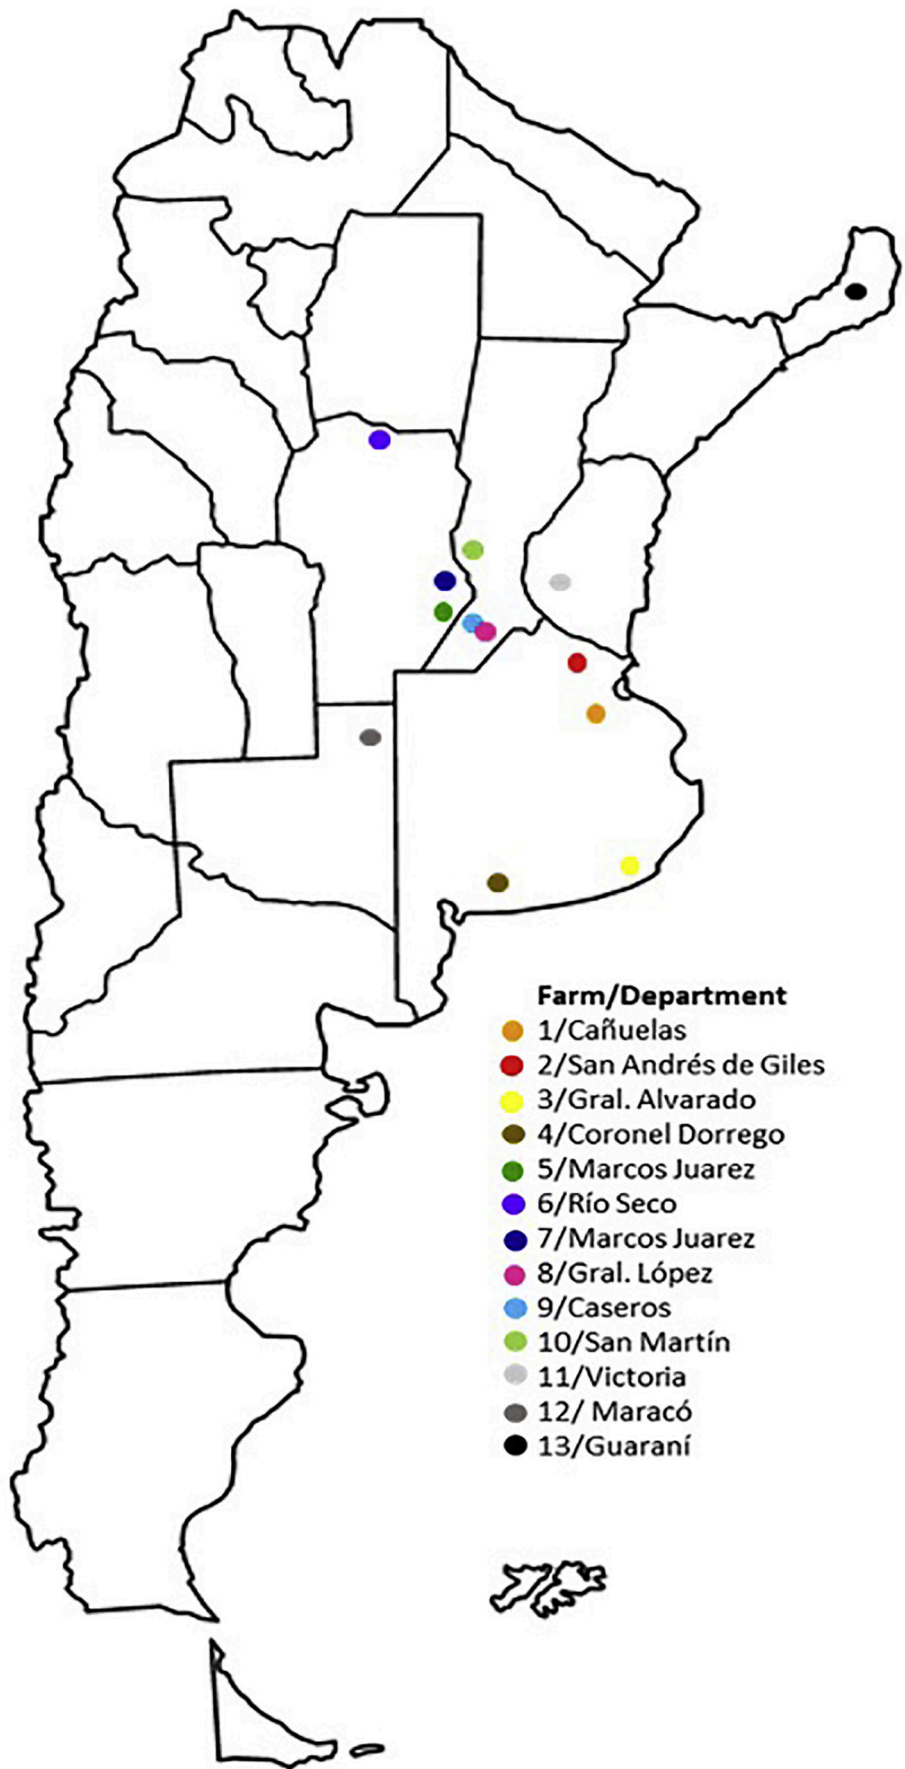 Farm/Department
1/Cañuelas
2/San Andrés de Giles
3/Gral. Alvarado
4/Coronel Dorrego
5/Marcos Juarez
6/Río Seco
7/Marcos Juarez
8/Gral. López
9/Caseros
10/San Martín
11/Victoria
12/ Maracó
13/Guaraní